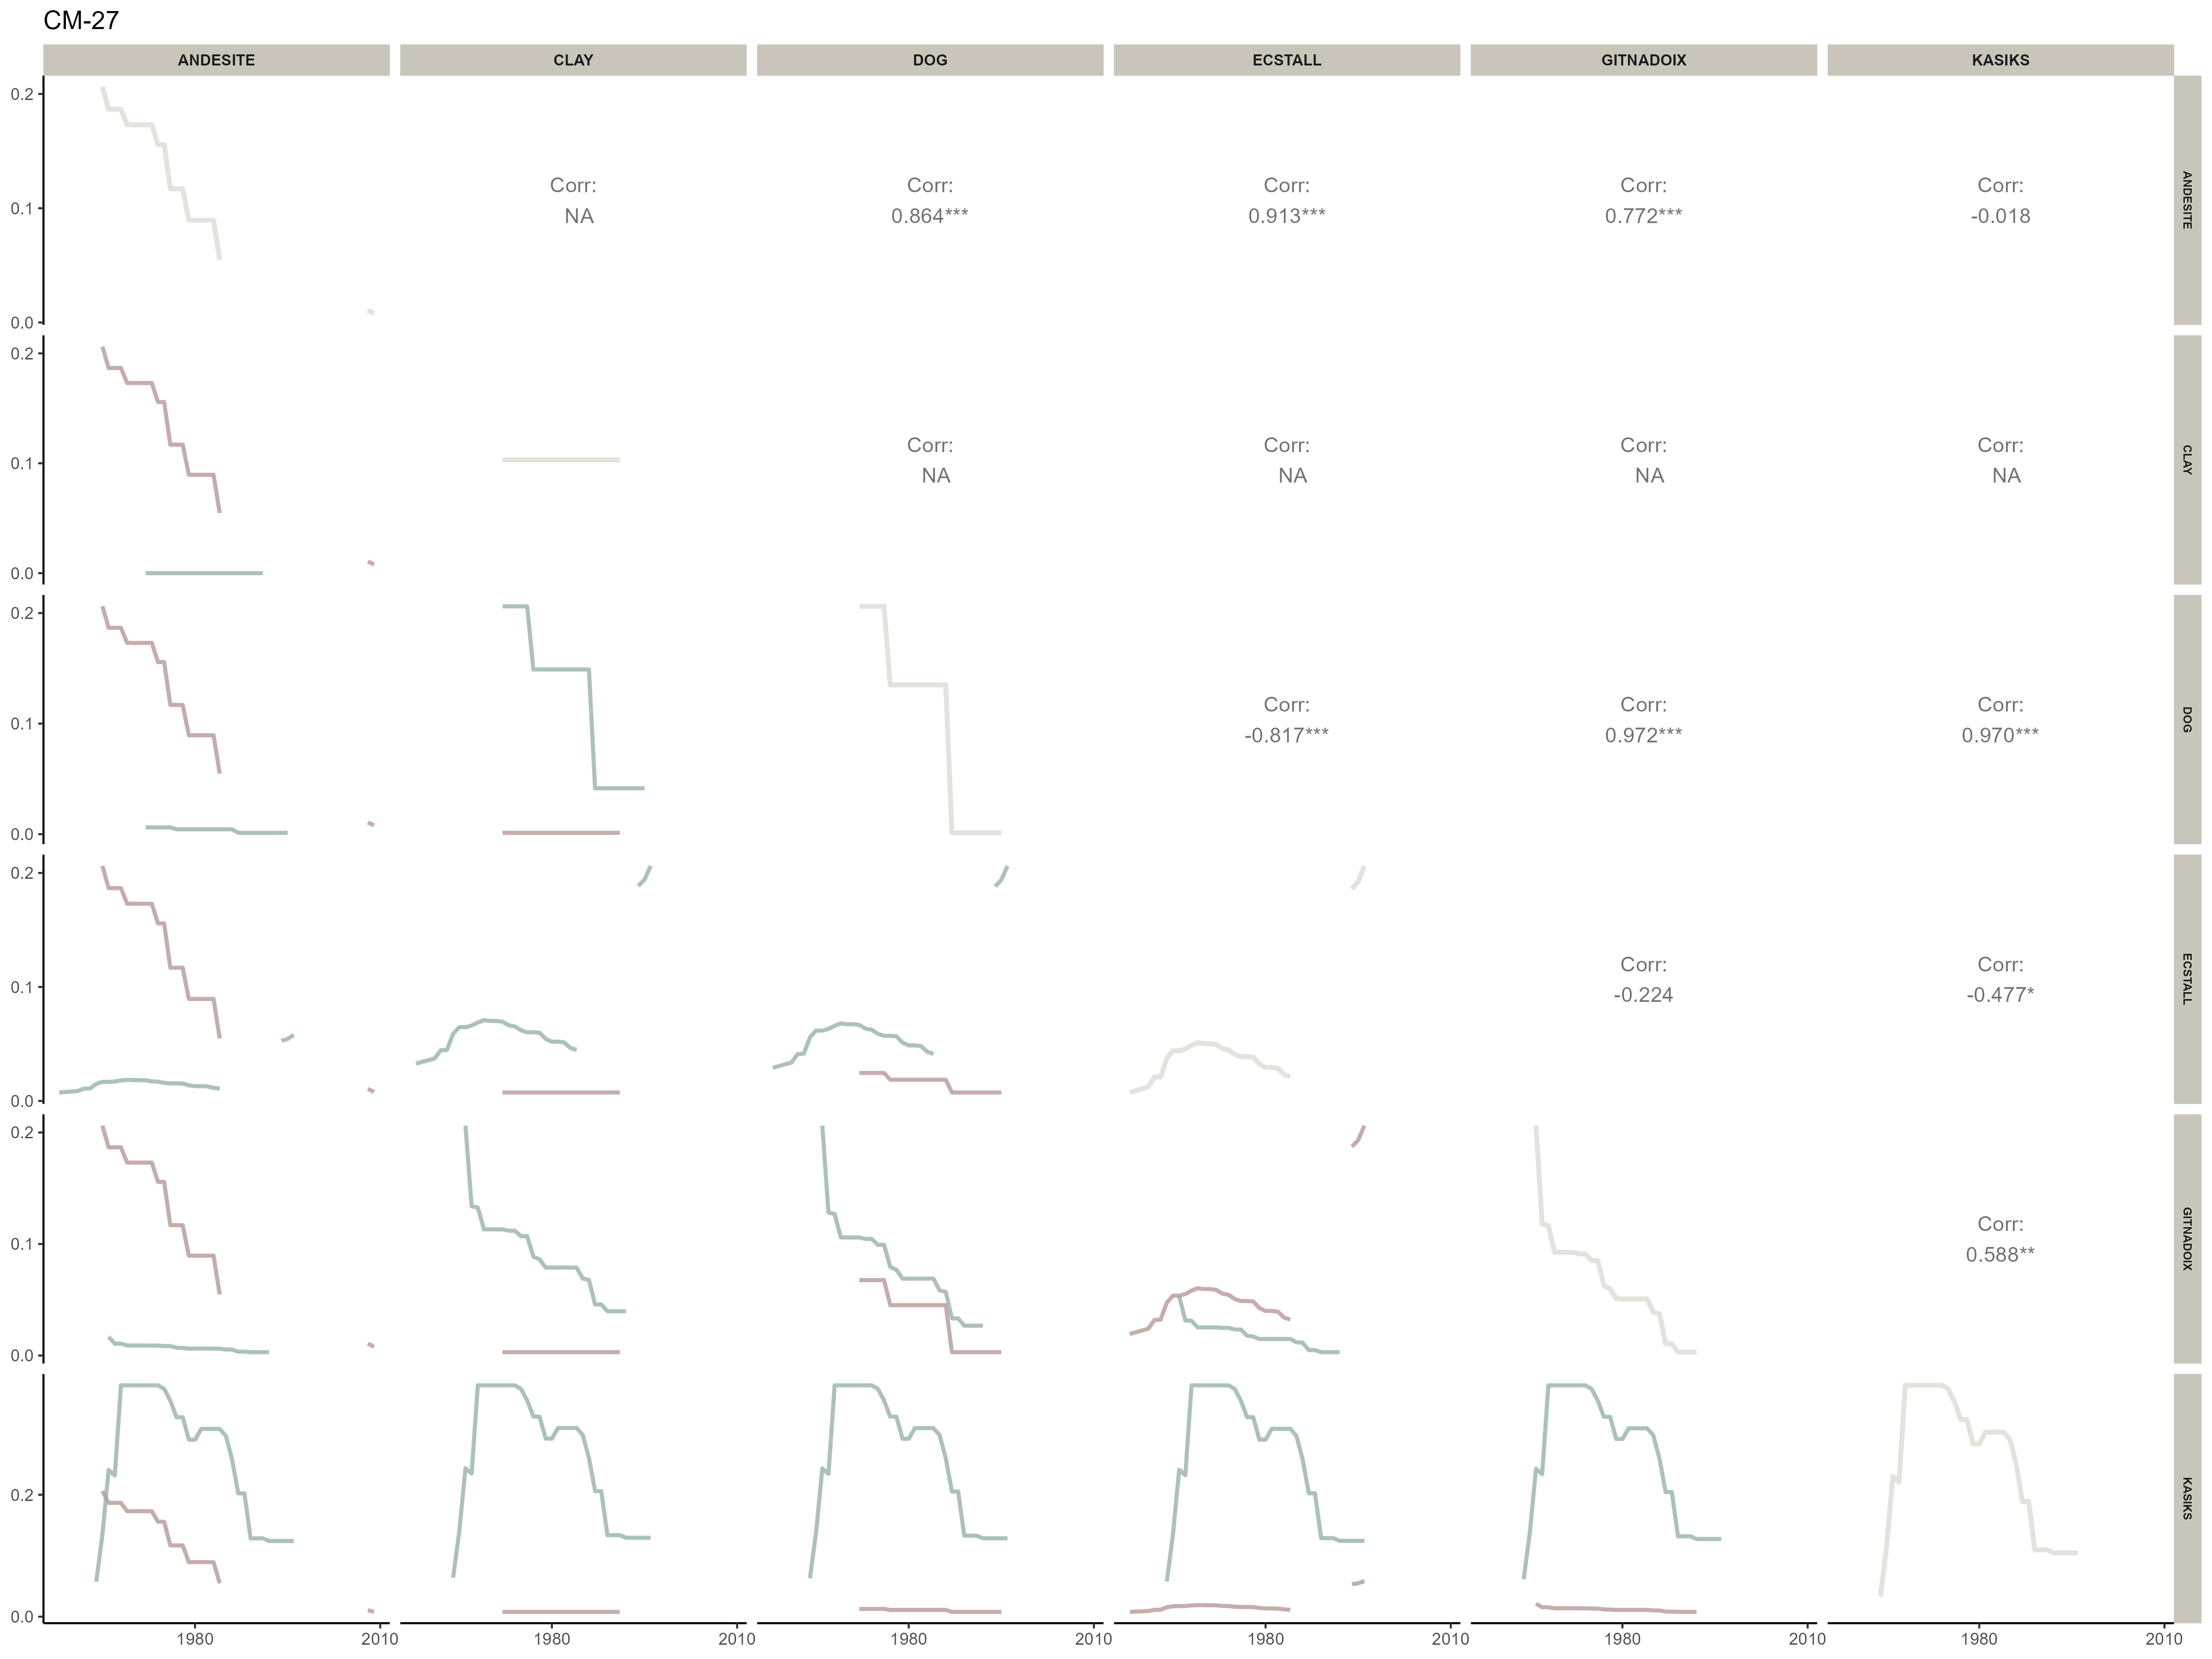 CM-27
ANDESITE CLAY DOG ECSTALL GITNADOIX KASIKS
0.2
0.1
0.0
Corr:
NA
Corr:
0.864***
Corr:
0.913***
Corr:
0.772***
Corr:
-0.018
ANDESITE
0.2
0.1
0.0
Corr:
NA
Corr:
NA
Corr:
NA
Corr:
NA
CLAY
0.2
0.1
0.0
Corr:
-0.817***
Corr:
0.972***
Corr:
0.970***
DOG
0.2
0.1
0.0
Corr:
-0.224
Corr:
-0.477*
ECSTALL
0.2
0.1
0.0
Corr:
0.588**
GITNADOIX
0.2
0.0
KASIKS
1980 2010 1980 2010 1980 2010 1980 2010 1980 2010 1980 2010